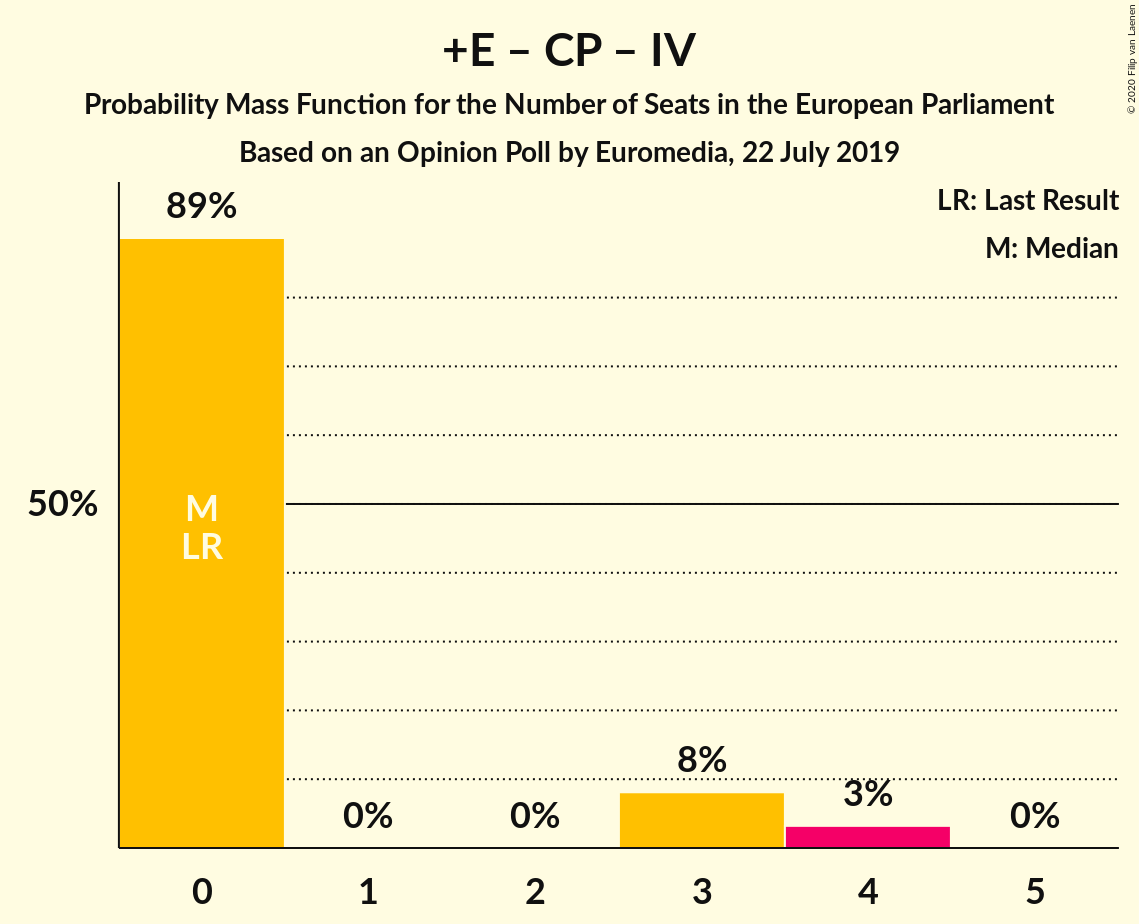 +E – CP – IV
Probability Mass Function for the Number of Seats in the European Parliament
Based on an Opinion Poll by Euromedia, 22 July 2019
© 2020 Filip van Laenen
LR: Last Result
M: Median
89%
50%
M
LR
0%
0%
8%
3%
0%
0 1 2 3 4 5